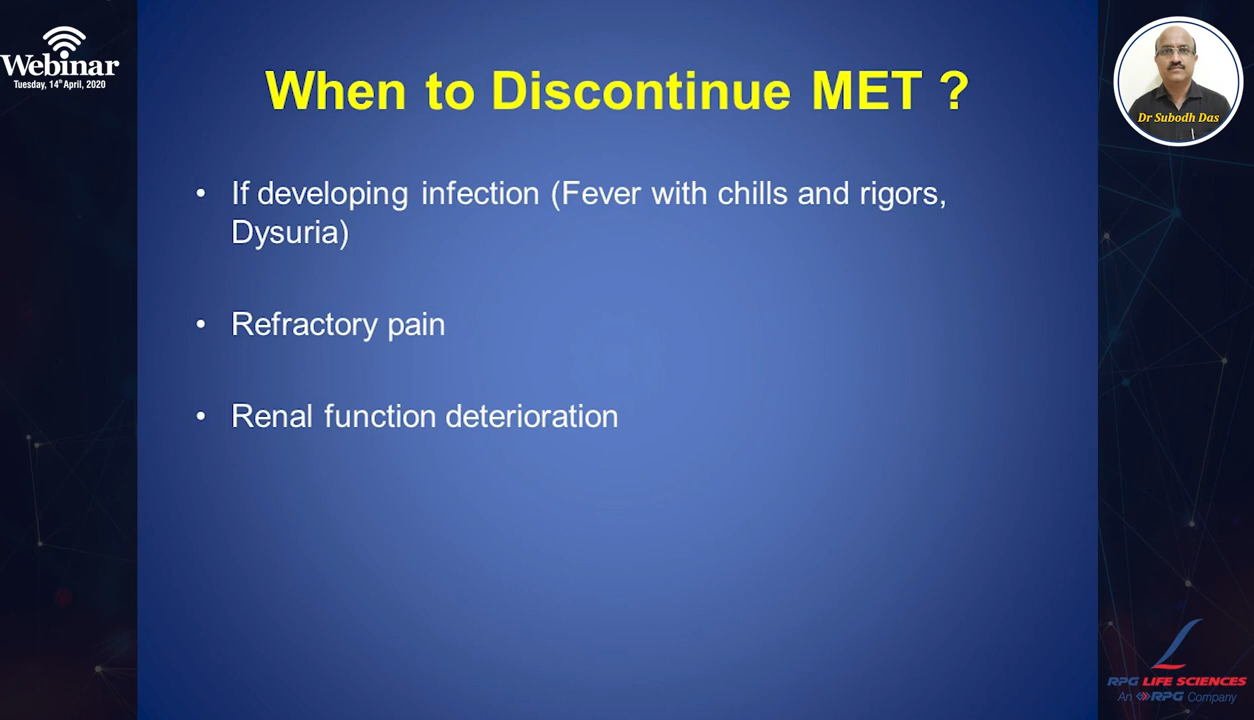 Webinar
Tuesday, 14th April, 2020
When to Discontinue MET ?
Dr Subodh Das
• If developing infection (Fever with chills and rigors,
Dysuria)
• Refractory pain
• Renal function deterioration
RPG LIFE SCIENCES
An RPG Company